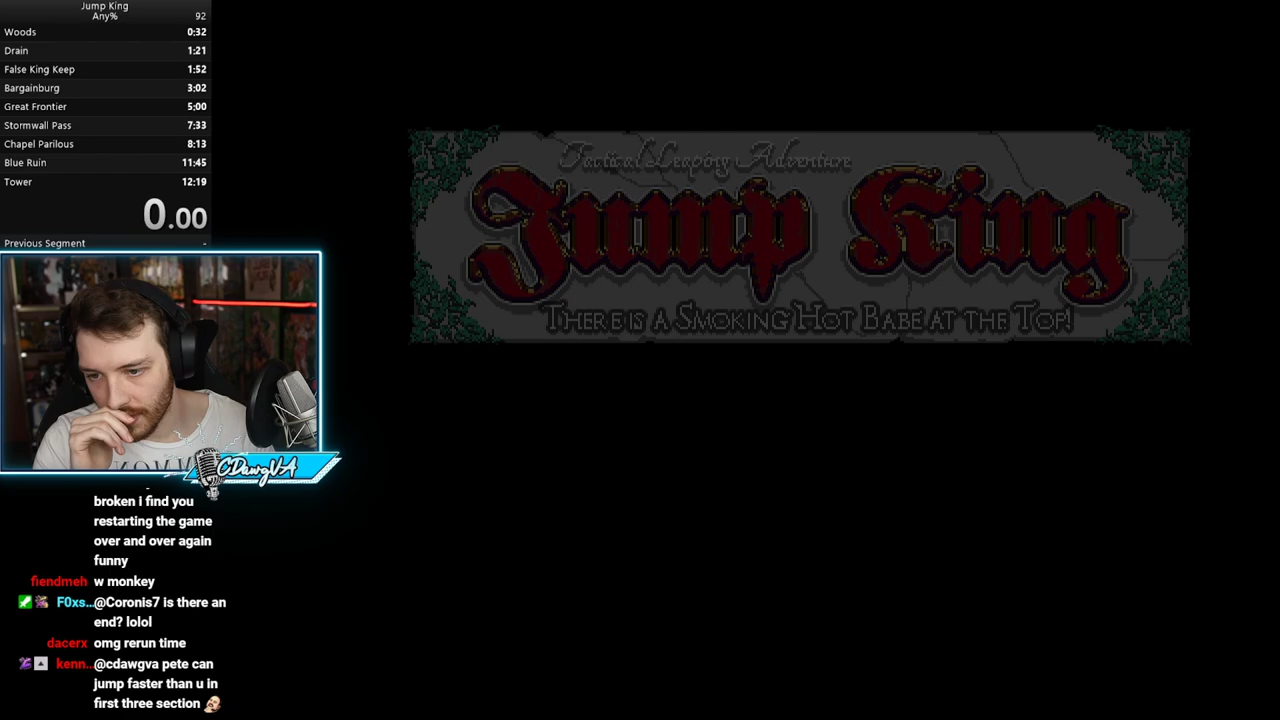 Jump King
Any% 92
Woods 0:32
Drain 1:21
False King Keep 1:52
Bargainburg 3:02
Great Frontier 5:00
Stormwall Pass 7:33
Chapel Parilous 8:13
Blue Ruin 11:45
Tower 12:19
0.00
Previous Segment -
Tactical Leaping Adventure
Jump King
There is a Smoking Hot Babe at the Top!
CDawgVA
broken i find you
restarting the game
over and over again
funny
fiendmeh w monkey
F0xs...@Coronis7 is there an
end? lolol
dacerx omg rerun time
kenn...@cdawgva pete can
jump faster than u in
first three section